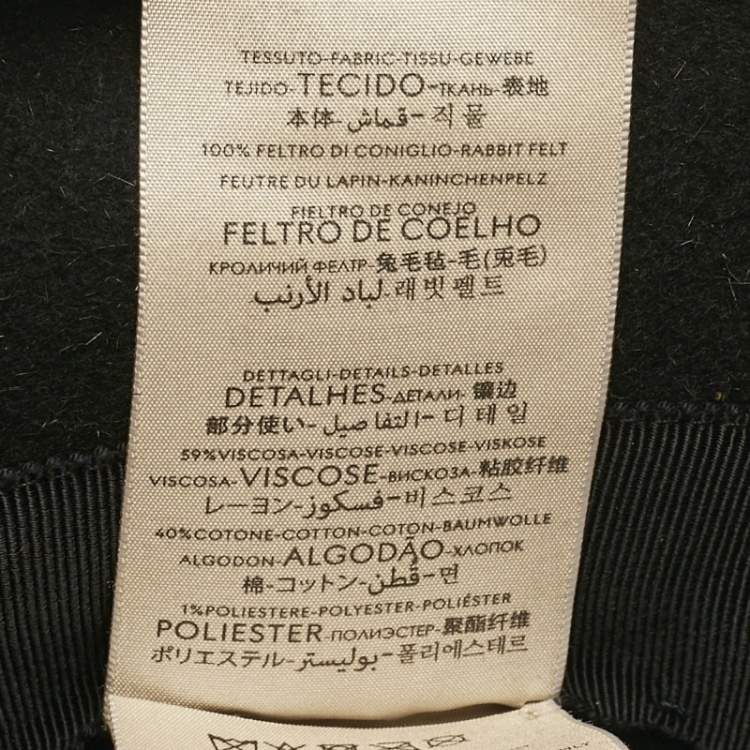 TESSUTO-FABRIC-TISSU-GEWEBE
TEJIDO-TECIDO-ТКАНЬ-表地
本体-قماش-직물
100% FELTRO DI CONIGLIO-RABBIT FELT
FEUTRE DU LAPIN-KANINCHENPELZ
FIELTRO DE CONEJO
FELTRO DE COELHO
КРОЛИЧИЙ ФЕЛТР-兔毛毡-毛(兎毛)
لباد الأرنب-래빗펠트
DETTAGLI-DETAILS-DETALLES
DETALHES-ДЕТАЛИ-镶边
部分使い-التفاصيل-디테일
59%VISCOSA-VISCOSE-VISCOSE-VISKOSE
VISCOSA-VISCOSE-ВИСКОЗА-粘胶纤维
レーヨン-فسكوز-비스코스
40%COTONE-COTTON-COTON-BAUMWOLLE
ALGODON-ALGODÃO-ХЛОПОК
棉-コットン-قُطن-면
1%POLIESTERE-POLYESTER-POLIÉSTER
POLIESTER-ПОЛИЭСТЕР-聚酯纤维
ポリエステル-بوليستر-폴리에스테르